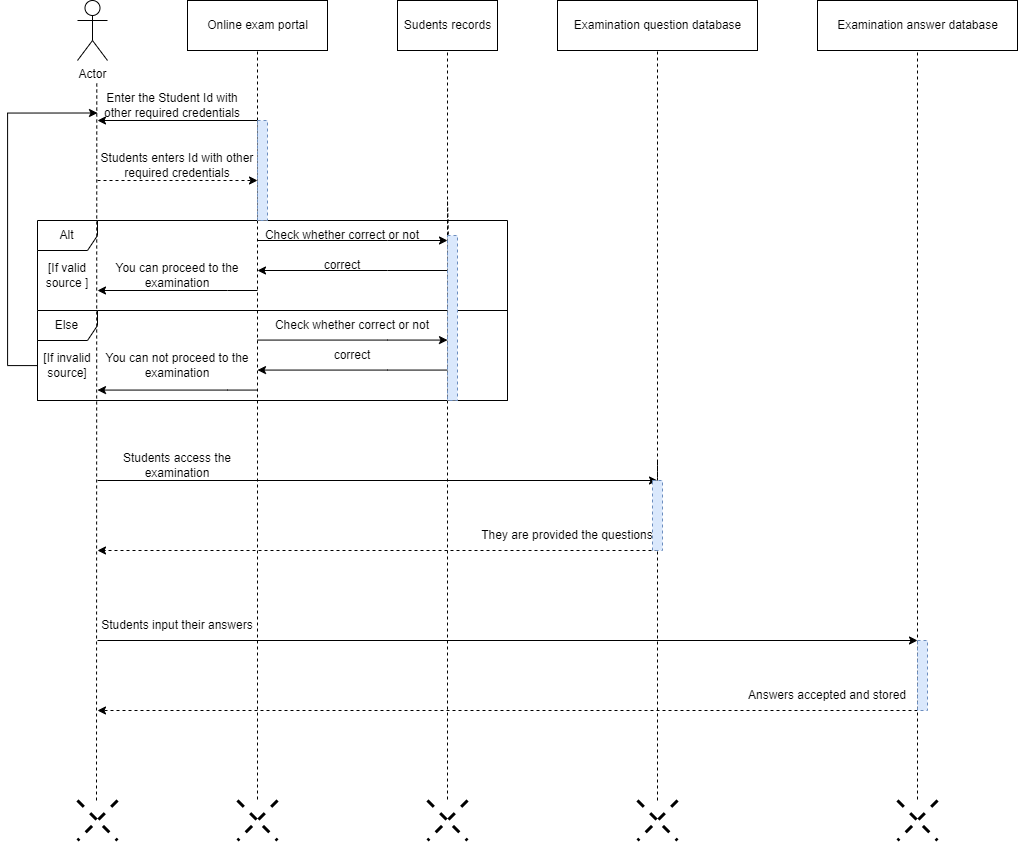 Online exam portal
Sudents records
Examination question database
Examination answer database
Actor
Enter the Student Id with
other required credentials
Students enters Id with other
required credentials
Alt
Check whether correct or not
[If valid
source ]
You can proceed to the
examination
correct
Else
Check whether correct or not
[If invalid
source]
You can not proceed to the
examination
correct
Students access the
examination
They are provided the questions
Students input their answers
Answers accepted and stored